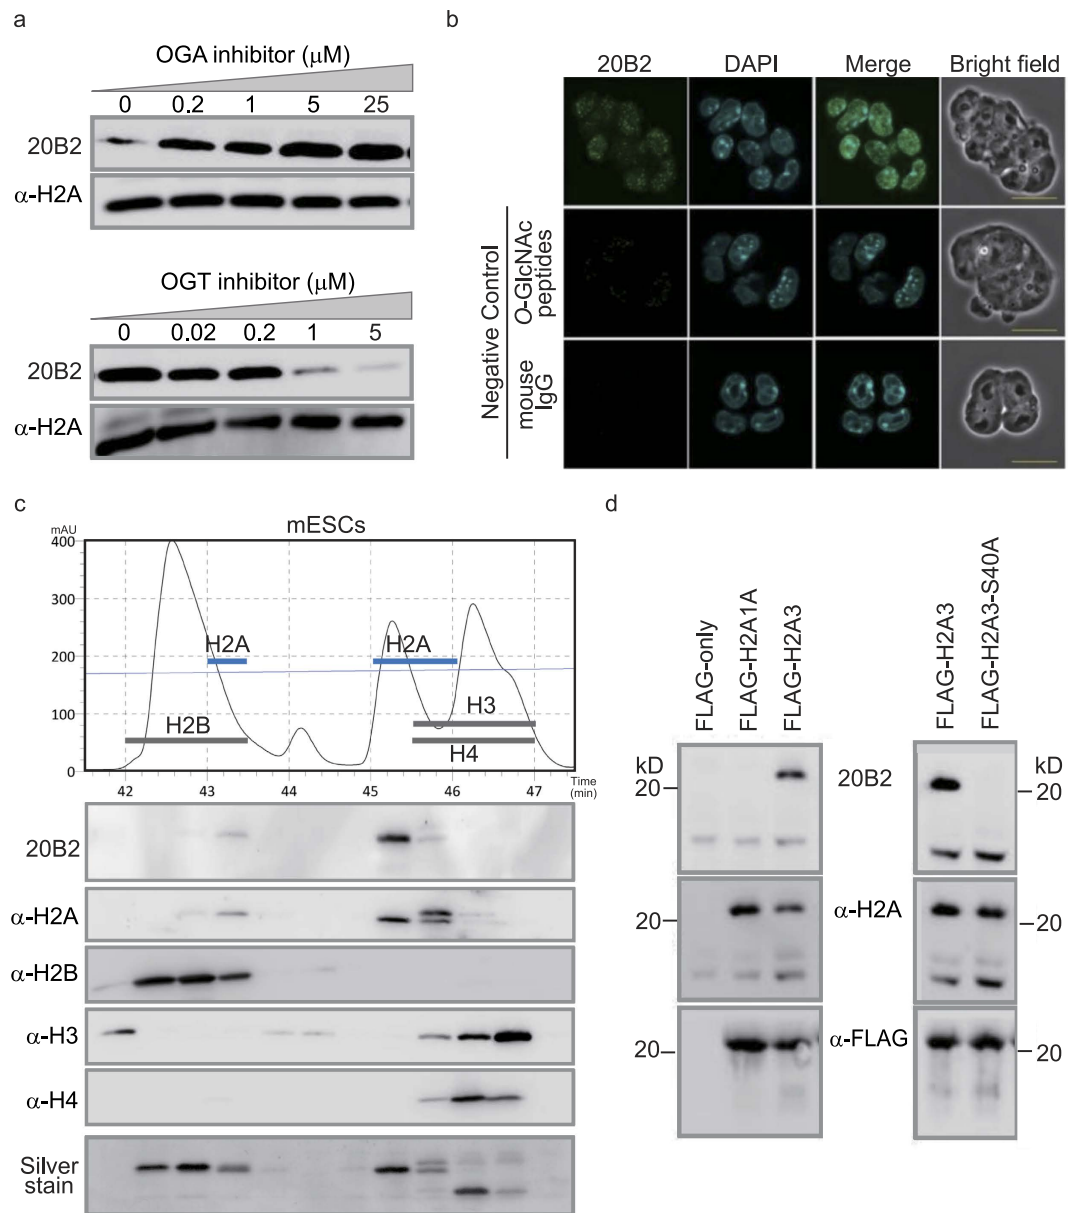 a
OGA inhibitor (μM)
0 0.2 1 5 25
20B2
α-H2A
OGT inhibitor (μM)
0 0.02 0.2 1 5
20B2
α-H2A
b
20B2 DAPI Merge Bright field
Negative Control
O-GlcNAc
peptides
mouse
IgG
c
mESCs
mAU
400
300
200
100
0
H2A
H2A
H2B
H3
H4
42 43 44 45 46 47
Time
(min)
20B2
α-H2A
α-H2B
α-H3
α-H4
Silver
stain
d
FLAG-only
FLAG-H2A1A
FLAG-H2A3
FLAG-H2A3
FLAG-H2A3-S40A
kD
20
20B2
kD
20
20
α-H2A
20
20
α-FLAG
20